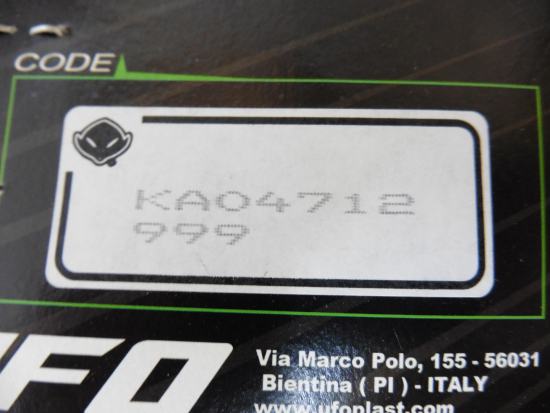 CODE
KA04712
999
UFO
Via Marco Polo, 155 - 56031
Bientina ( PI ) - ITALY
www.ufoplast.com